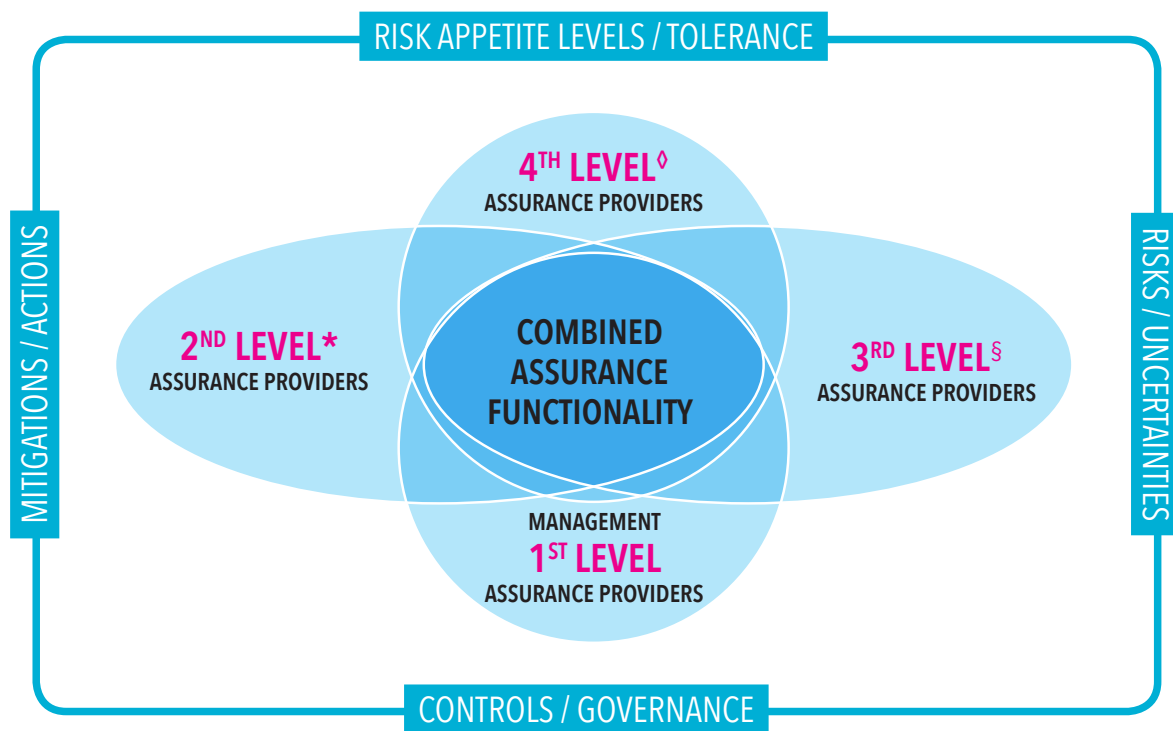 RISK APPETITE LEVELS / TOLERANCE
4TH LEVEL◊
ASSURANCE PROVIDERS
MITIGATIONS / ACTIONS
2ND LEVEL*
ASSURANCE PROVIDERS
COMBINED
ASSURANCE
FUNCTIONALITY
3RD LEVEL§
ASSURANCE PROVIDERS
RISKS / UNCERTAINTIES
MANAGEMENT
1ST LEVEL
ASSURANCE PROVIDERS
CONTROLS / GOVERNANCE